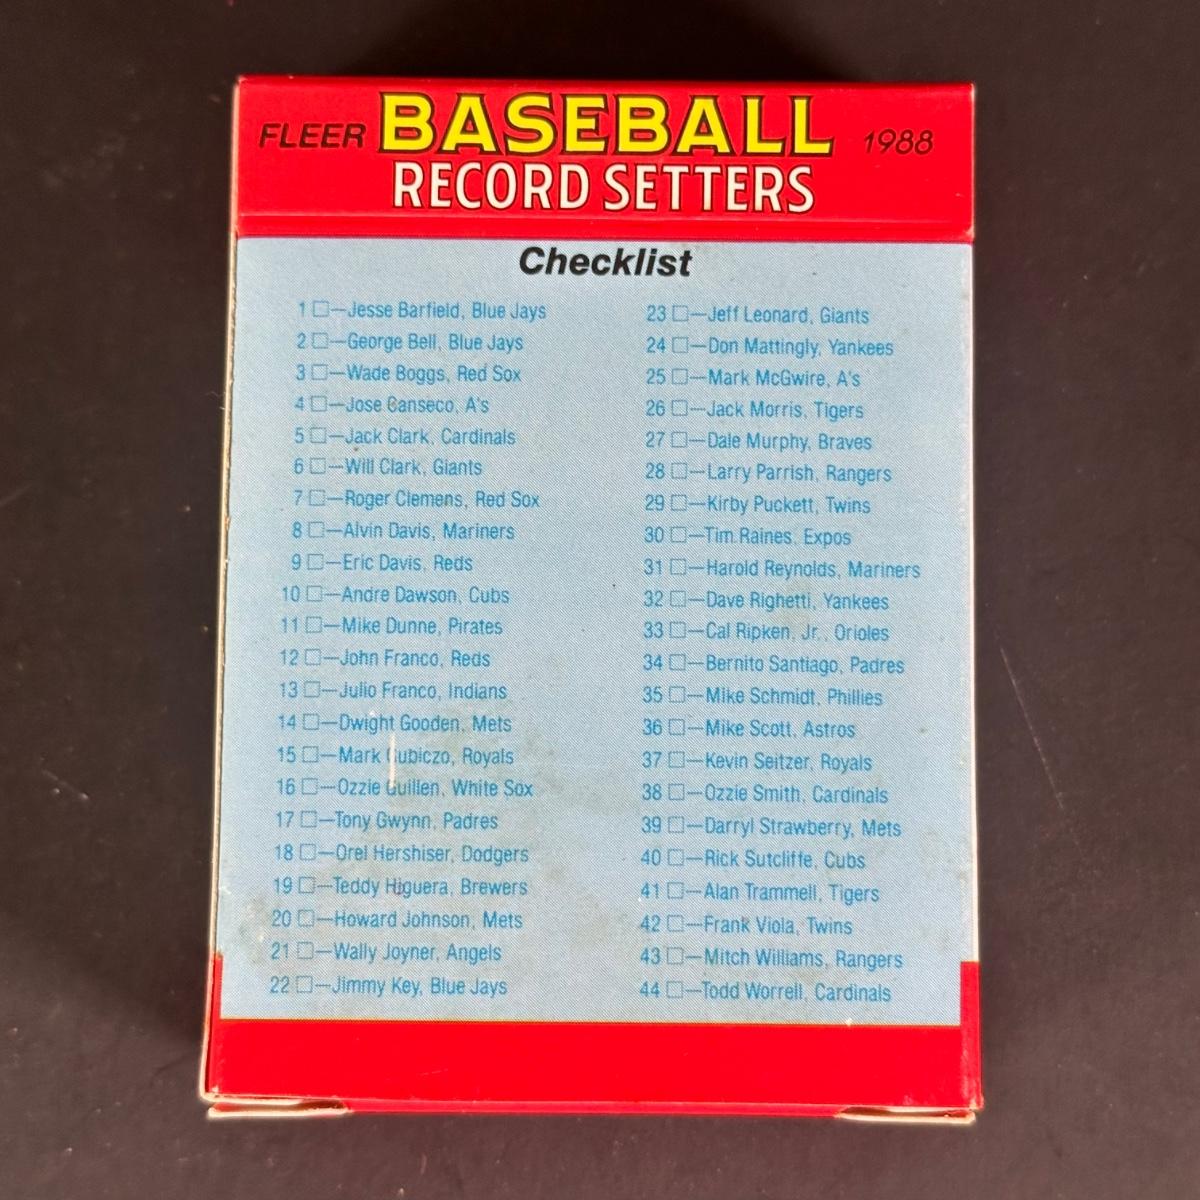 FLEER BASEBALL 1988
RECORD SETTERS
Checklist
1 □—Jesse Barfield, Blue Jays
2 □—George Bell, Blue Jays
3 □—Wade Boggs, Red Sox
4 □—Jose Canseco, A's
5 □—Jack Clark, Cardinals
6 □—Will Clark, Giants
7 □—Roger Clemens, Red Sox
8 □—Alvin Davis, Mariners
9 □—Eric Davis, Reds
10 □—Andre Dawson, Cubs
11 □—Mike Dunne, Pirates
12 □—John Franco, Reds
13 □—Julio Franco, Indians
14 □—Dwight Gooden, Mets
15 □—Mark Gubiczo, Royals
16 □—Ozzie Guillen, White Sox
17 □—Tony Gwynn, Padres
18 □—Orel Hershiser, Dodgers
19 □—Teddy Higuera, Brewers
20 □—Howard Johnson, Mets
21 □—Wally Joyner, Angels
22 □—Jimmy Key, Blue Jays
23 □—Jeff Leonard, Giants
24 □—Don Mattingly, Yankees
25 □—Mark McGwire, A's
26 □—Jack Morris, Tigers
27 □—Dale Murphy, Braves
28 □—Larry Parrish, Rangers
29 □—Kirby Puckett, Twins
30 □—Tim Raines, Expos
31 □—Harold Reynolds, Mariners
32 □—Dave Righetti, Yankees
33 □—Cal Ripken, Jr., Orioles
34 □—Bernito Santiago, Padres
35 □—Mike Schmidt, Phillies
36 □—Mike Scott, Astros
37 □—Kevin Seitzer, Royals
38 □—Ozzie Smith, Cardinals
39 □—Darryl Strawberry, Mets
40 □—Rick Sutcliffe, Cubs
41 □—Alan Trammell, Tigers
42 □—Frank Viola, Twins
43 □—Mitch Williams, Rangers
44 □—Todd Worrell, Cardinals